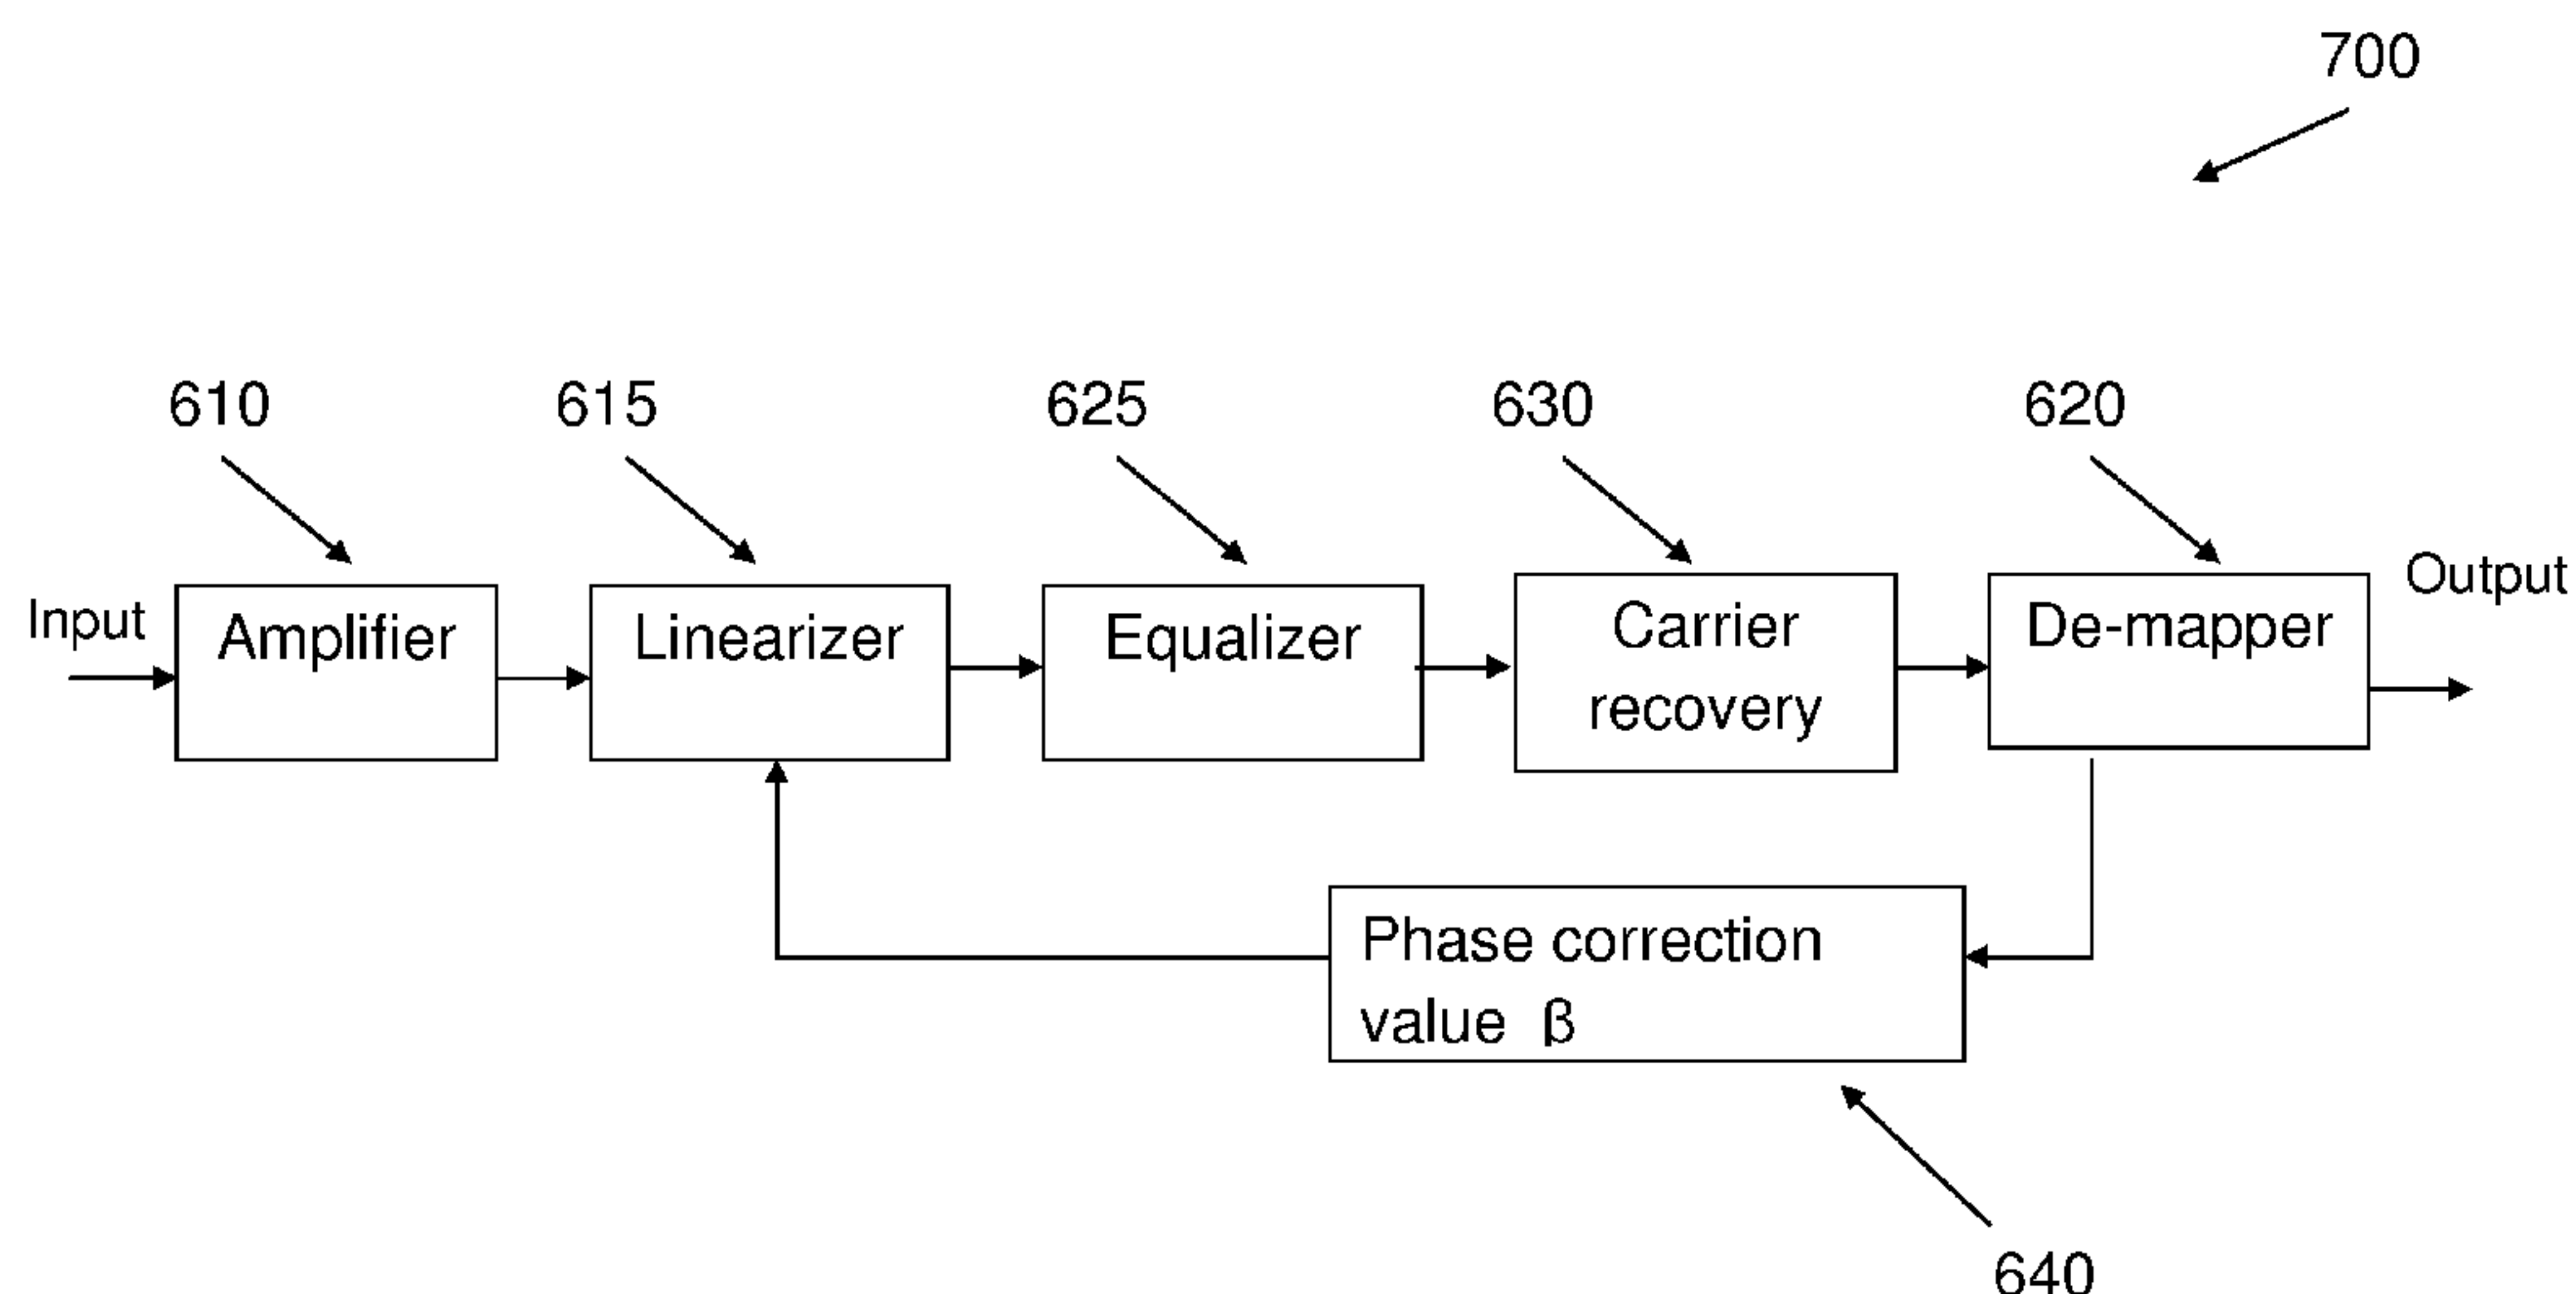 700
610
615
625
630
620
Input
Amplifier
Linearizer
Equalizer
Carrier
recovery
De-mapper
Output
Phase correction
value β
640